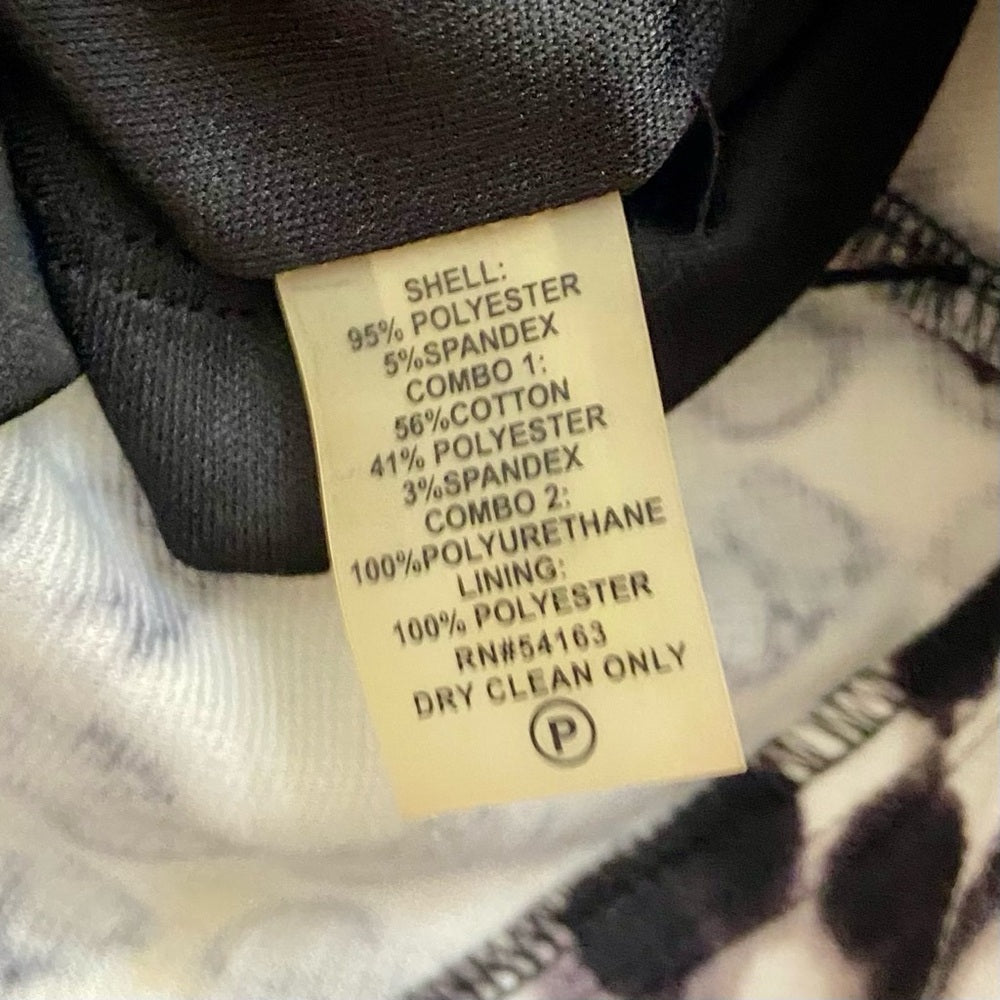 SHELL:
95% POLYESTER
5%SPANDEX
COMBO 1:
56%COTTON
41% POLYESTER
3%SPANDEX
COMBO 2:
100%POLYURETHANE
LINING:
100% POLYESTER
RN#54163
DRY CLEAN ONLY
P